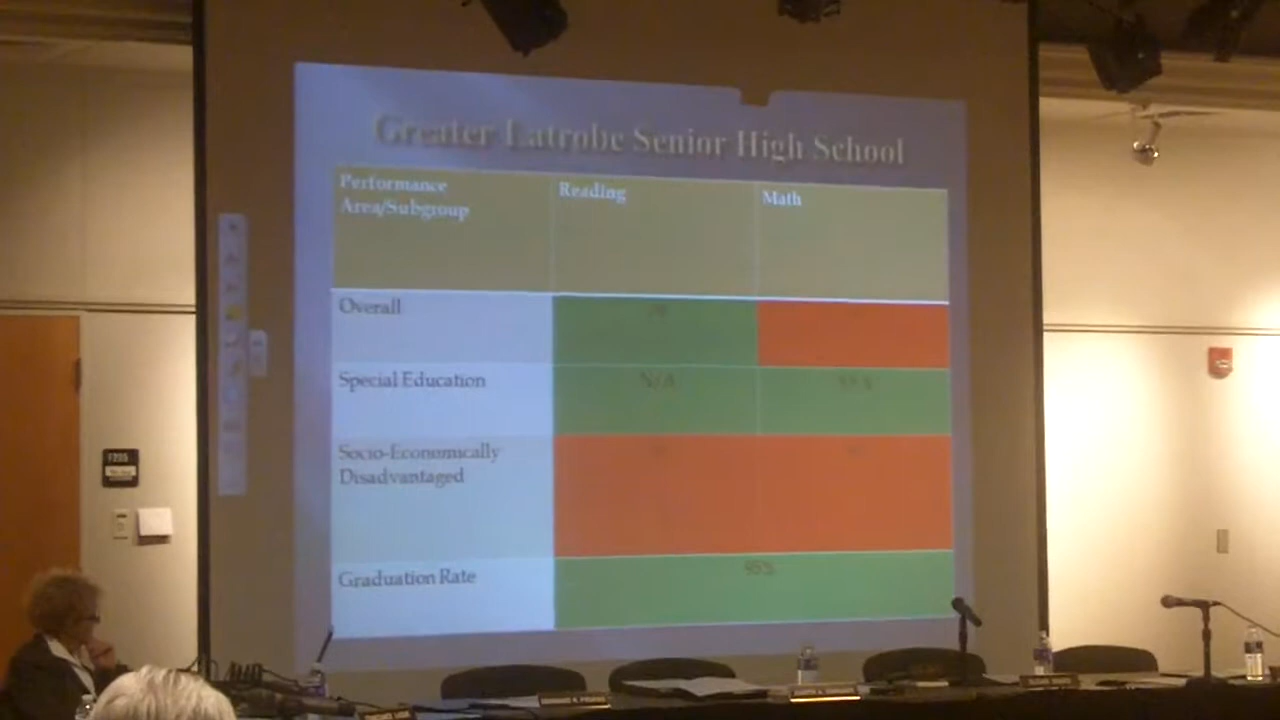 Greater Latrobe Senior High School
Performance Area/Subgroup
Reading
Math
Overall
Special Education
N/A
Socio-Economically
Disadvantaged
Graduation Rate